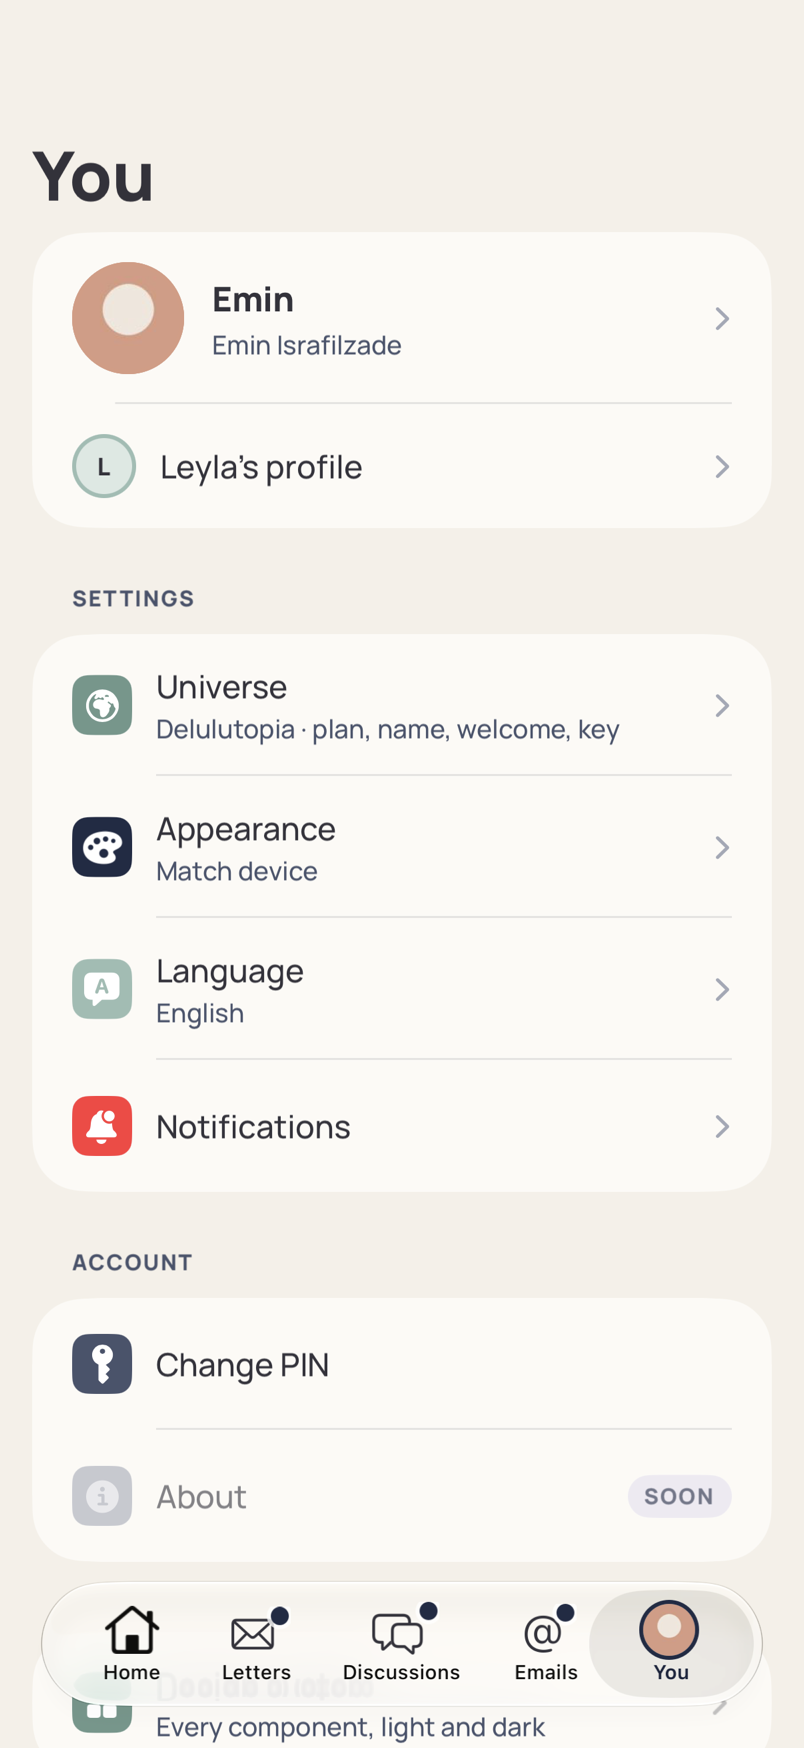 You
Emin
Emin Israfilzade
L
Leyla’s profile
SETTINGS
Universe
Delulutopia · plan, name, welcome, key
Appearance
Match device
A
Language
English
Notifications
ACCOUNT
Change PIN
About
SOON
Home
Letters
Discussions
@
Emails
You
Every component, light and dark